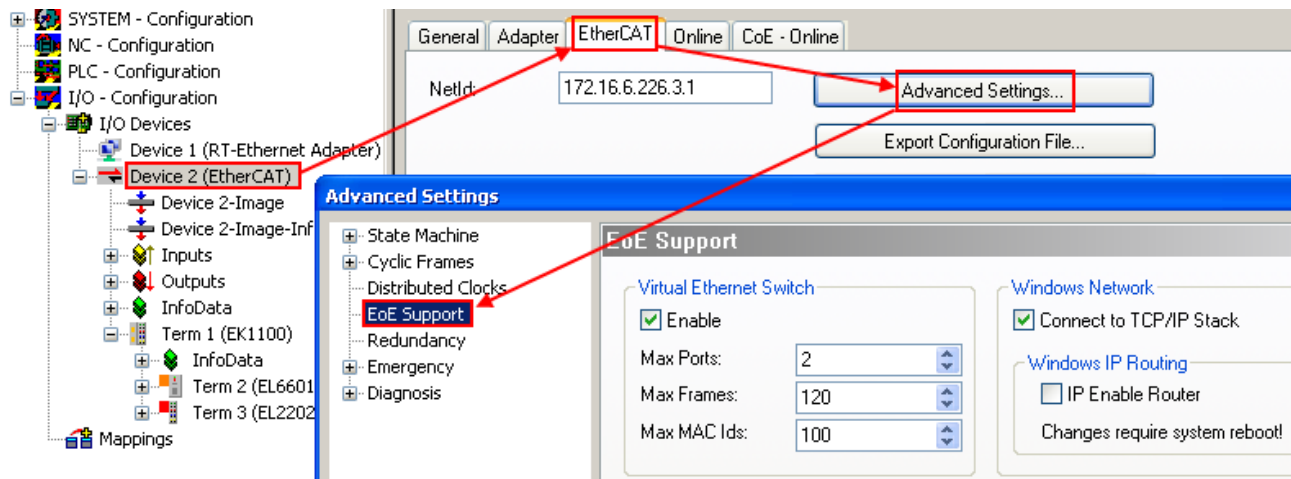 SYSTEM - Configuration
NC - Configuration
PLC - Configuration
I/O - Configuration
I/O Devices
Device 1 (RT-Ethernet Adapter)
Device 2 (EtherCAT)
Device 2-Image
Device 2-Image-Inf
Inputs
Outputs
InfoData
Term 1 (EK1100)
InfoData
Term 2 (EL6601
Term 3 (EL2202
Mappings
General Adapter EtherCAT Online CoE - Online
NetId: 172.16.6.226.3.1 Advanced Settings...
Export Configuration File...
Advanced Settings
State Machine
Cyclic Frames
Distributed Clocks
EoE Support
Redundancy
Emergency
Diagnosis
EoE Support
Virtual Ethernet Switch
Enable
Max Ports: 2
Max Frames: 120
Max MAC Ids: 100
Windows Network
Connect to TCP/IP Stack
Windows IP Routing
IP Enable Router
Changes require system reboot!